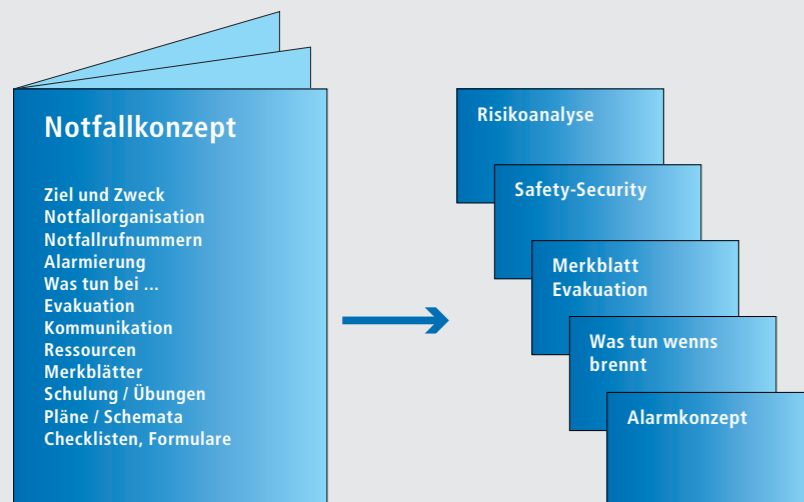 Notfallkonzept
Ziel und Zweck
Notfallorganisation
Notfallrufnummern
Alarmierung
Was tun bei ...
Evakuation
Kommunikation
Ressourcen
Merkblätter
Schulung / Übungen
Pläne / Schemata
Checklisten, Formulare
Risikoanalyse
Safety-Security
Merkblatt
Evakuation
Was tun wenns
brennt
Alarmkonzept